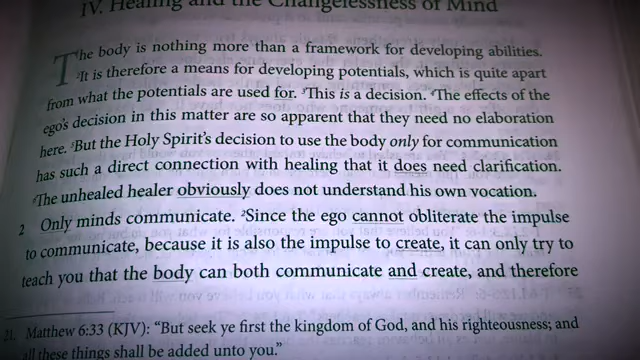 IV. Healing and the Changelessness of Mind
The body is nothing more than a framework for developing abilities.
²It is therefore a means for developing potentials, which is quite apart
from what the potentials are used for. ³This is a decision. ⁴The effects of the
ego's decision in this matter are so apparent that they need no elaboration
here. ⁵But the Holy Spirit's decision to use the body only for communication
has such a direct connection with healing that it does need clarification.
⁶The unhealed healer obviously does not understand his own vocation.
2 Only minds communicate. ²Since the ego cannot obliterate the impulse
to communicate, because it is also the impulse to create, it can only try to
teach you that the body can both communicate and create, and therefore
21. Matthew 6:33 (KJV): “But seek ye first the kingdom of God, and his righteousness; and
all these things shall be added unto you.”